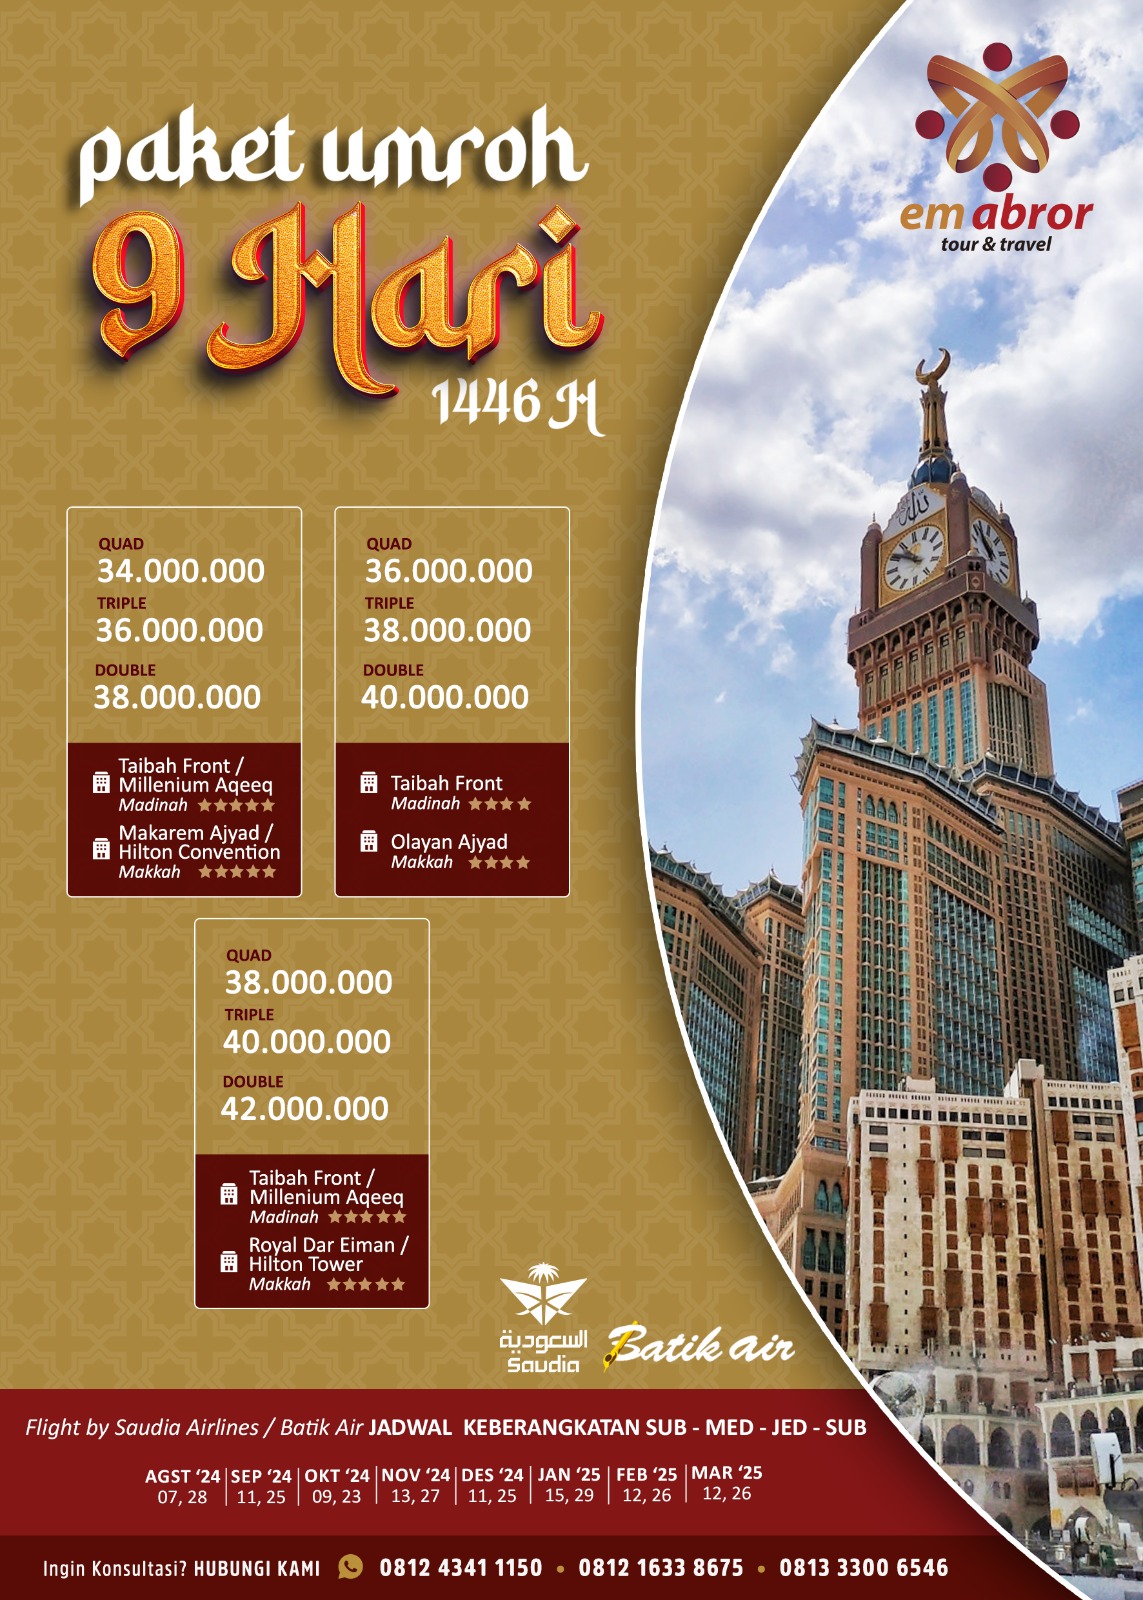 em abror
tour & travel
paket umroh
9 Hari
1446 H
QUAD
34.000.000
TRIPLE
36.000.000
DOUBLE
38.000.000
Taibah Front /
Millenium Aqeeq
Madinah
Makarem Ajyad /
Hilton Convention
Makkah
QUAD
36.000.000
TRIPLE
38.000.000
DOUBLE
40.000.000
Taibah Front
Madinah
Olayan Ajyad
Makkah
QUAD
38.000.000
TRIPLE
40.000.000
DOUBLE
42.000.000
Taibah Front /
Millenium Aqeeq
Madinah
Royal Dar Eiman /
Hilton Tower
Makkah
السعودية
Saudia
Batik air
Flight by Saudia Airlines / Batik Air JADWAL KEBERANGKATAN SUB - MED - JED - SUB
AGST ‘24 | SEP ‘24 | OKT ‘24 | NOV ‘24 | DES ‘24 | JAN ‘25 | FEB ‘25 | MAR ‘25
07, 28 | 11, 25 | 09, 23 | 13, 27 | 11, 25 | 15, 29 | 12, 26 | 12, 26
Ingin Konsultasi? HUBUNGI KAMI 0812 4341 1150 • 0812 1633 8675 • 0813 3300 6546
الله